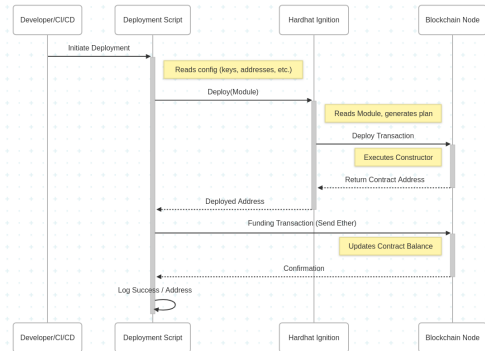 Developer/CI/CD
Deployment Script
Hardhat Ignition
Blockchain Node
Initiate Deployment
Reads config (keys, addresses, etc.)
Deploy(Module)
Reads Module, generates plan
Deploy Transaction
Executes Constructor
Return Contract Address
Deployed Address
Funding Transaction (Send Ether)
Updates Contract Balance
Confirmation
Log Success / Address
Developer/CI/CD
Deployment Script
Hardhat Ignition
Blockchain Node